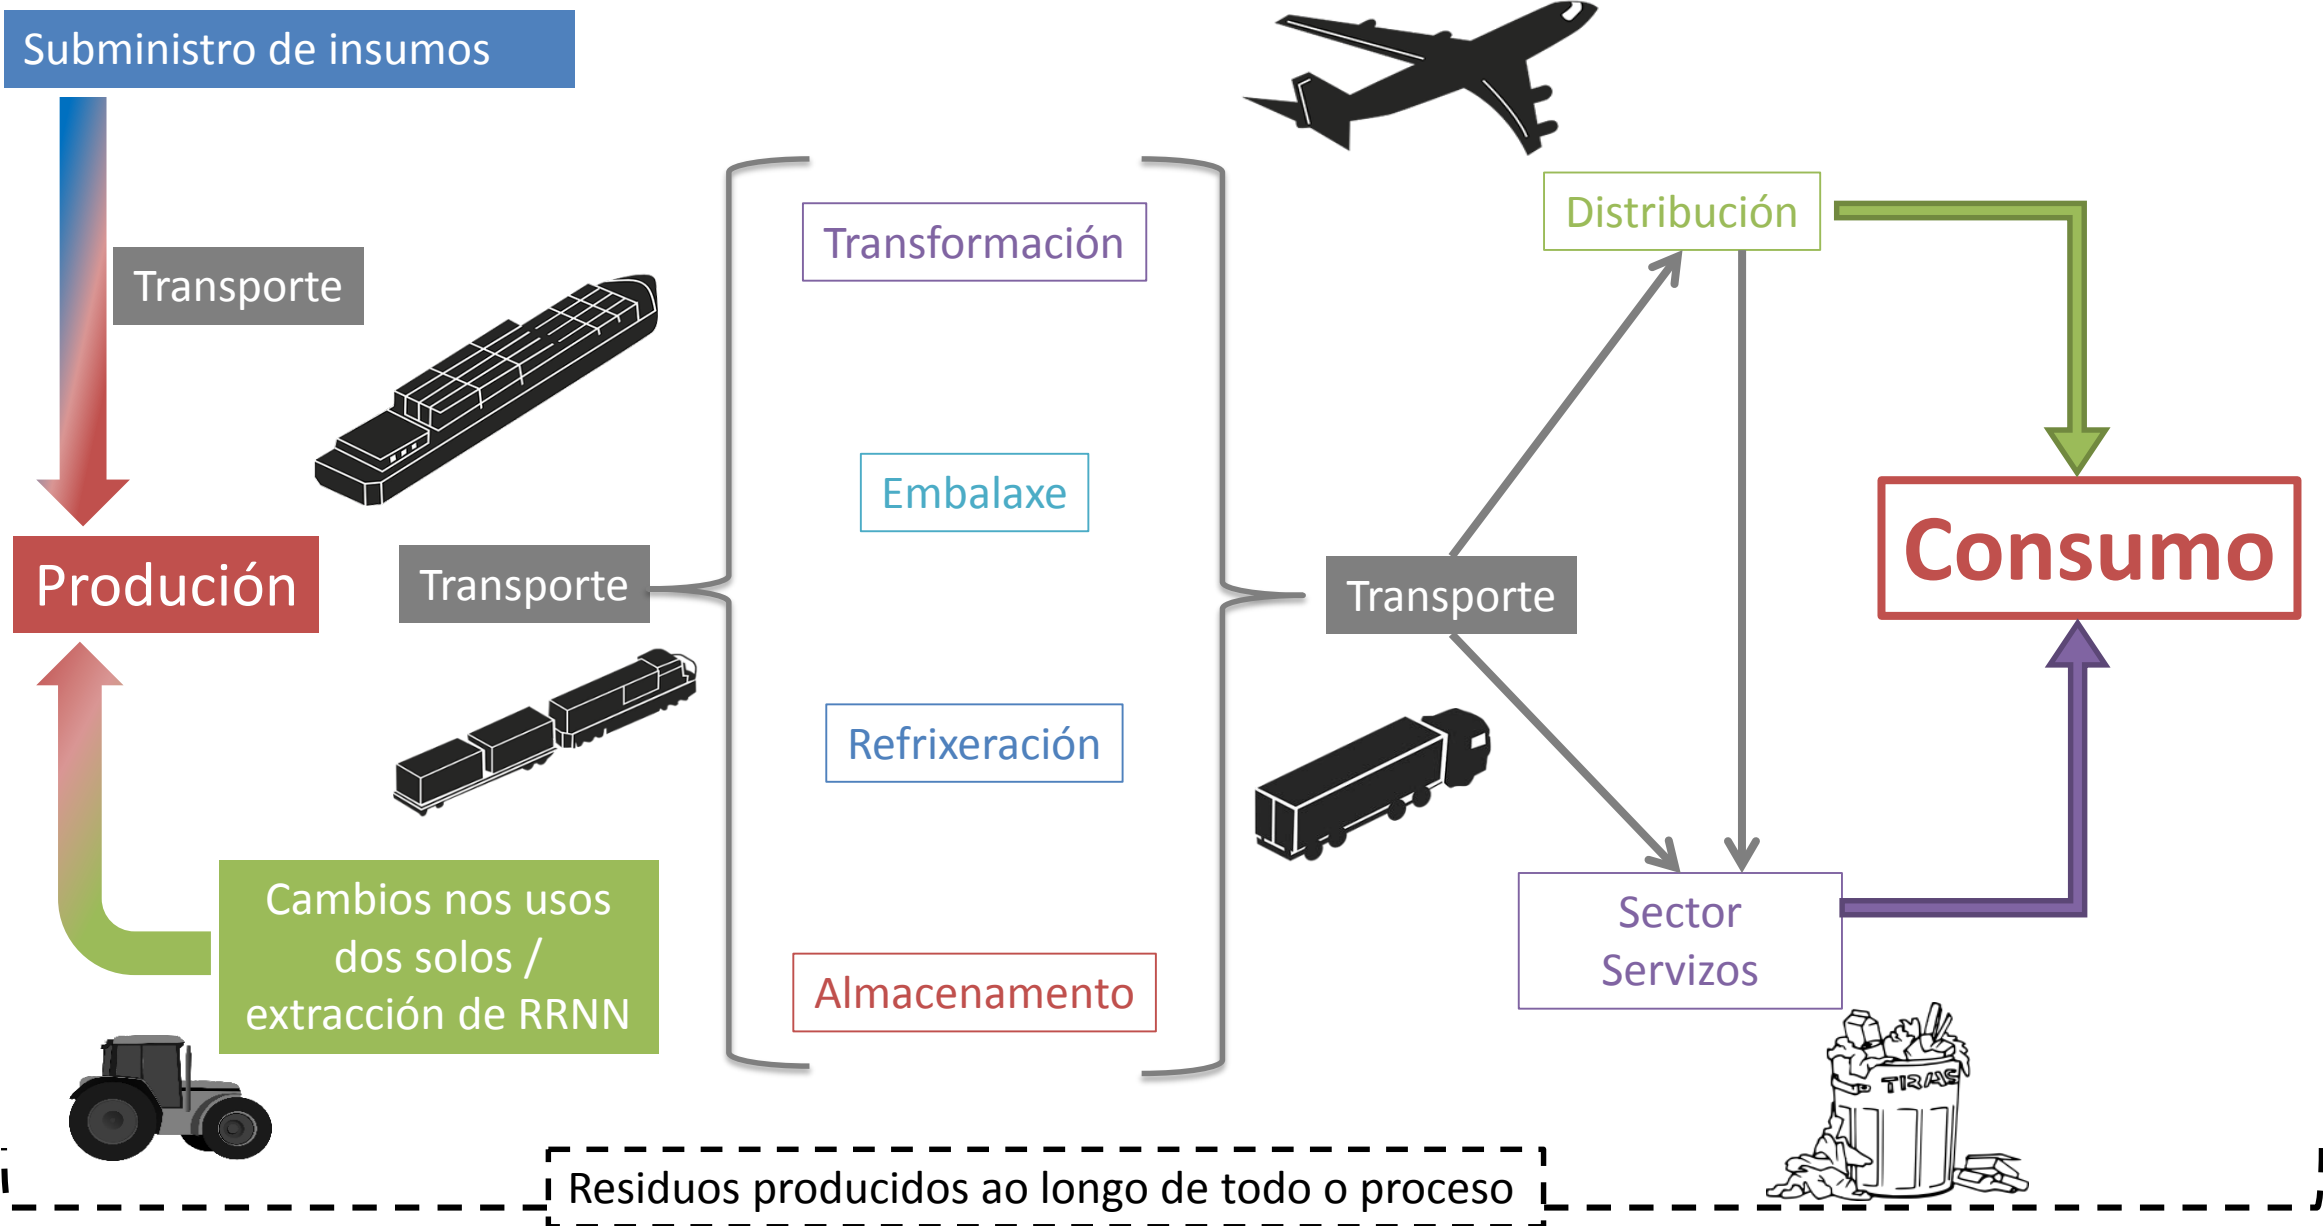 Subministro de insumos
Transporte
Produción
Transporte
Cambios nos usos
dos solos /
extracción de RRNN
Transformación
Embalaxe
Refrixeración
Almacenamento
Transporte
Distribución
Sector
Servizos
Consumo
Residuos producidos ao longo de todo o proceso